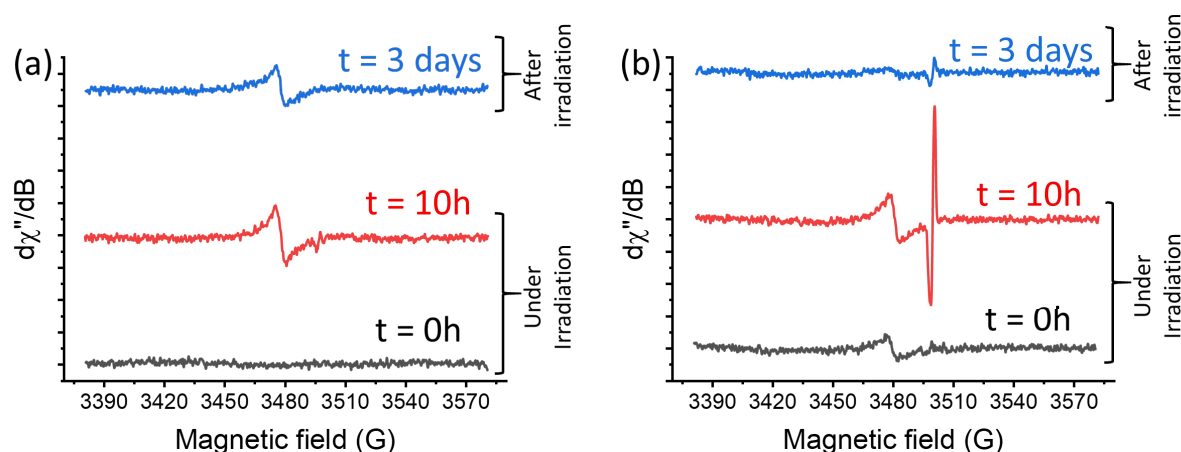 (a)
t = 3 days
After
irradiation
t = 10h
t = 0h
Under
Irradiation
dχ"/dB
3390 3420 3450 3480 3510 3540 3570
Magnetic field (G)
(b)
t = 3 days
After
irradiation
t = 10h
t = 0h
Under
Irradiation
dχ"/dB
3390 3420 3450 3480 3510 3540 3570
Magnetic field (G)